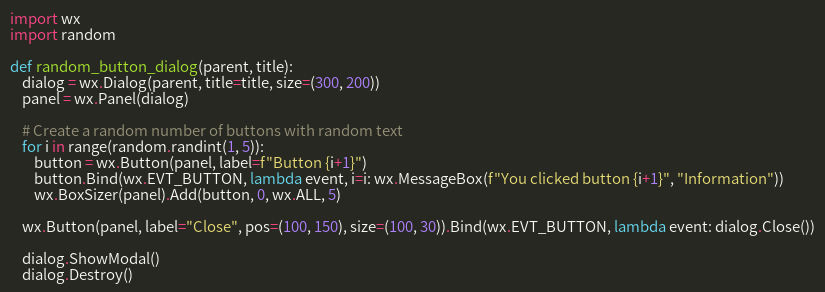 import wx
import random

def random_button_dialog(parent, title):
    dialog = wx.Dialog(parent, title=title, size=(300, 200))
    panel = wx.Panel(dialog)

    # Create a random number of buttons with random text
    for i in range(random.randint(1, 5)):
        button = wx.Button(panel, label=f"Button {i+1}")
        button.Bind(wx.EVT_BUTTON, lambda event, i=i: wx.MessageBox(f"You clicked button {i+1}", "Information"))
        wx.BoxSizer(panel).Add(button, 0, wx.ALL, 5)

    wx.Button(panel, label="Close", pos=(100, 150), size=(100, 30)).Bind(wx.EVT_BUTTON, lambda event: dialog.Close())

    dialog.ShowModal()
    dialog.Destroy()